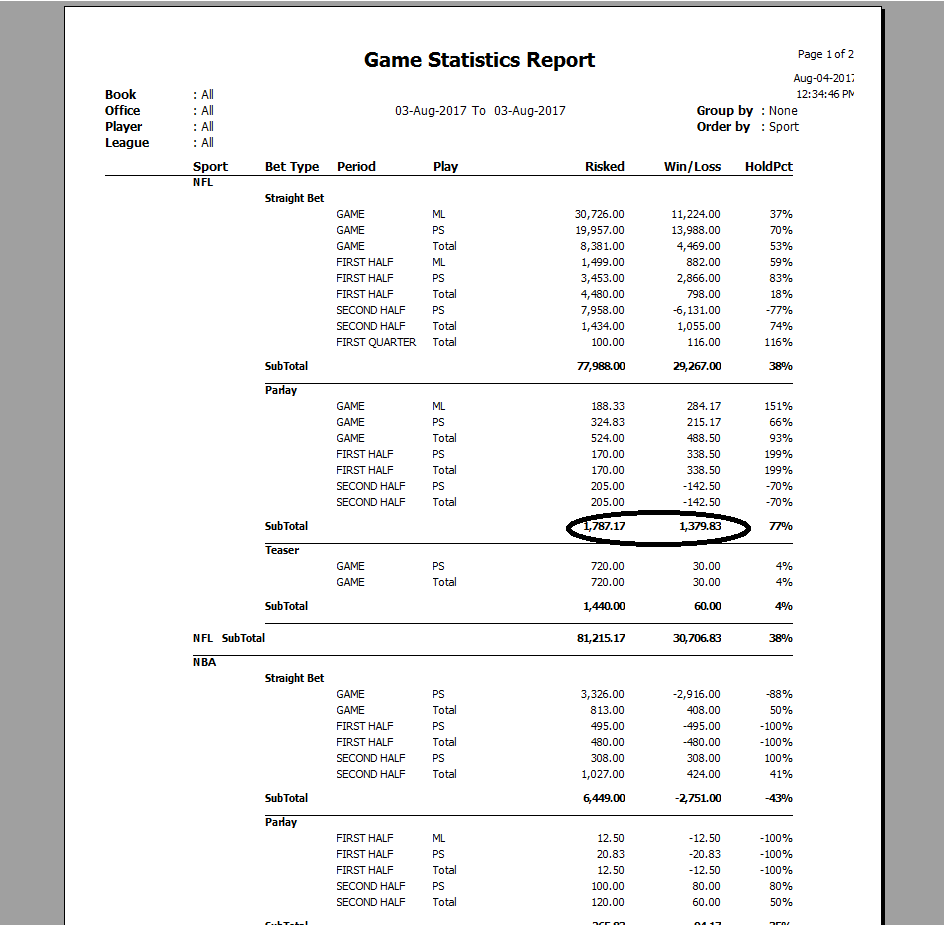 Game Statistics Report
Page 1 of 2
Aug-04-2017
12:34:46 PM
Book : All
Office : All
03-Aug-2017 To 03-Aug-2017
Group by : None
Player : All
Order by : Sport
League : All
Sport Bet Type Period Play Risked Win/Loss HoldPct
NFL
Straight Bet
GAME ML 30,726.00 11,224.00 37%
GAME PS 19,957.00 13,988.00 70%
GAME Total 8,381.00 4,469.00 53%
FIRST HALF ML 1,499.00 882.00 59%
FIRST HALF PS 3,453.00 2,866.00 83%
FIRST HALF Total 4,480.00 798.00 18%
SECOND HALF PS 7,958.00 -6,131.00 -77%
SECOND HALF Total 1,434.00 1,055.00 74%
FIRST QUARTER Total 100.00 116.00 116%
SubTotal 77,988.00 29,267.00 38%
Parlay
GAME ML 188.33 284.17 151%
GAME PS 324.83 215.17 66%
GAME Total 524.00 488.50 93%
FIRST HALF PS 170.00 338.50 199%
FIRST HALF Total 170.00 338.50 199%
SECOND HALF PS 205.00 -142.50 -70%
SECOND HALF Total 205.00 -142.50 -70%
SubTotal 1,787.17 1,379.83 77%
Teaser
GAME PS 720.00 30.00 4%
GAME Total 720.00 30.00 4%
SubTotal 1,440.00 60.00 4%
NFL SubTotal 81,215.17 30,706.83 38%
NBA
Straight Bet
GAME PS 3,326.00 -2,916.00 -88%
GAME Total 813.00 408.00 50%
FIRST HALF PS 495.00 -495.00 -100%
FIRST HALF Total 480.00 -480.00 -100%
SECOND HALF PS 308.00 308.00 100%
SECOND HALF Total 1,027.00 424.00 41%
SubTotal 6,449.00 -2,751.00 -43%
Parlay
FIRST HALF ML 12.50 -12.50 -100%
FIRST HALF PS 20.83 -20.83 -100%
FIRST HALF Total 12.50 -12.50 -100%
SECOND HALF PS 100.00 80.00 80%
SECOND HALF Total 120.00 60.00 50%
SubTotal